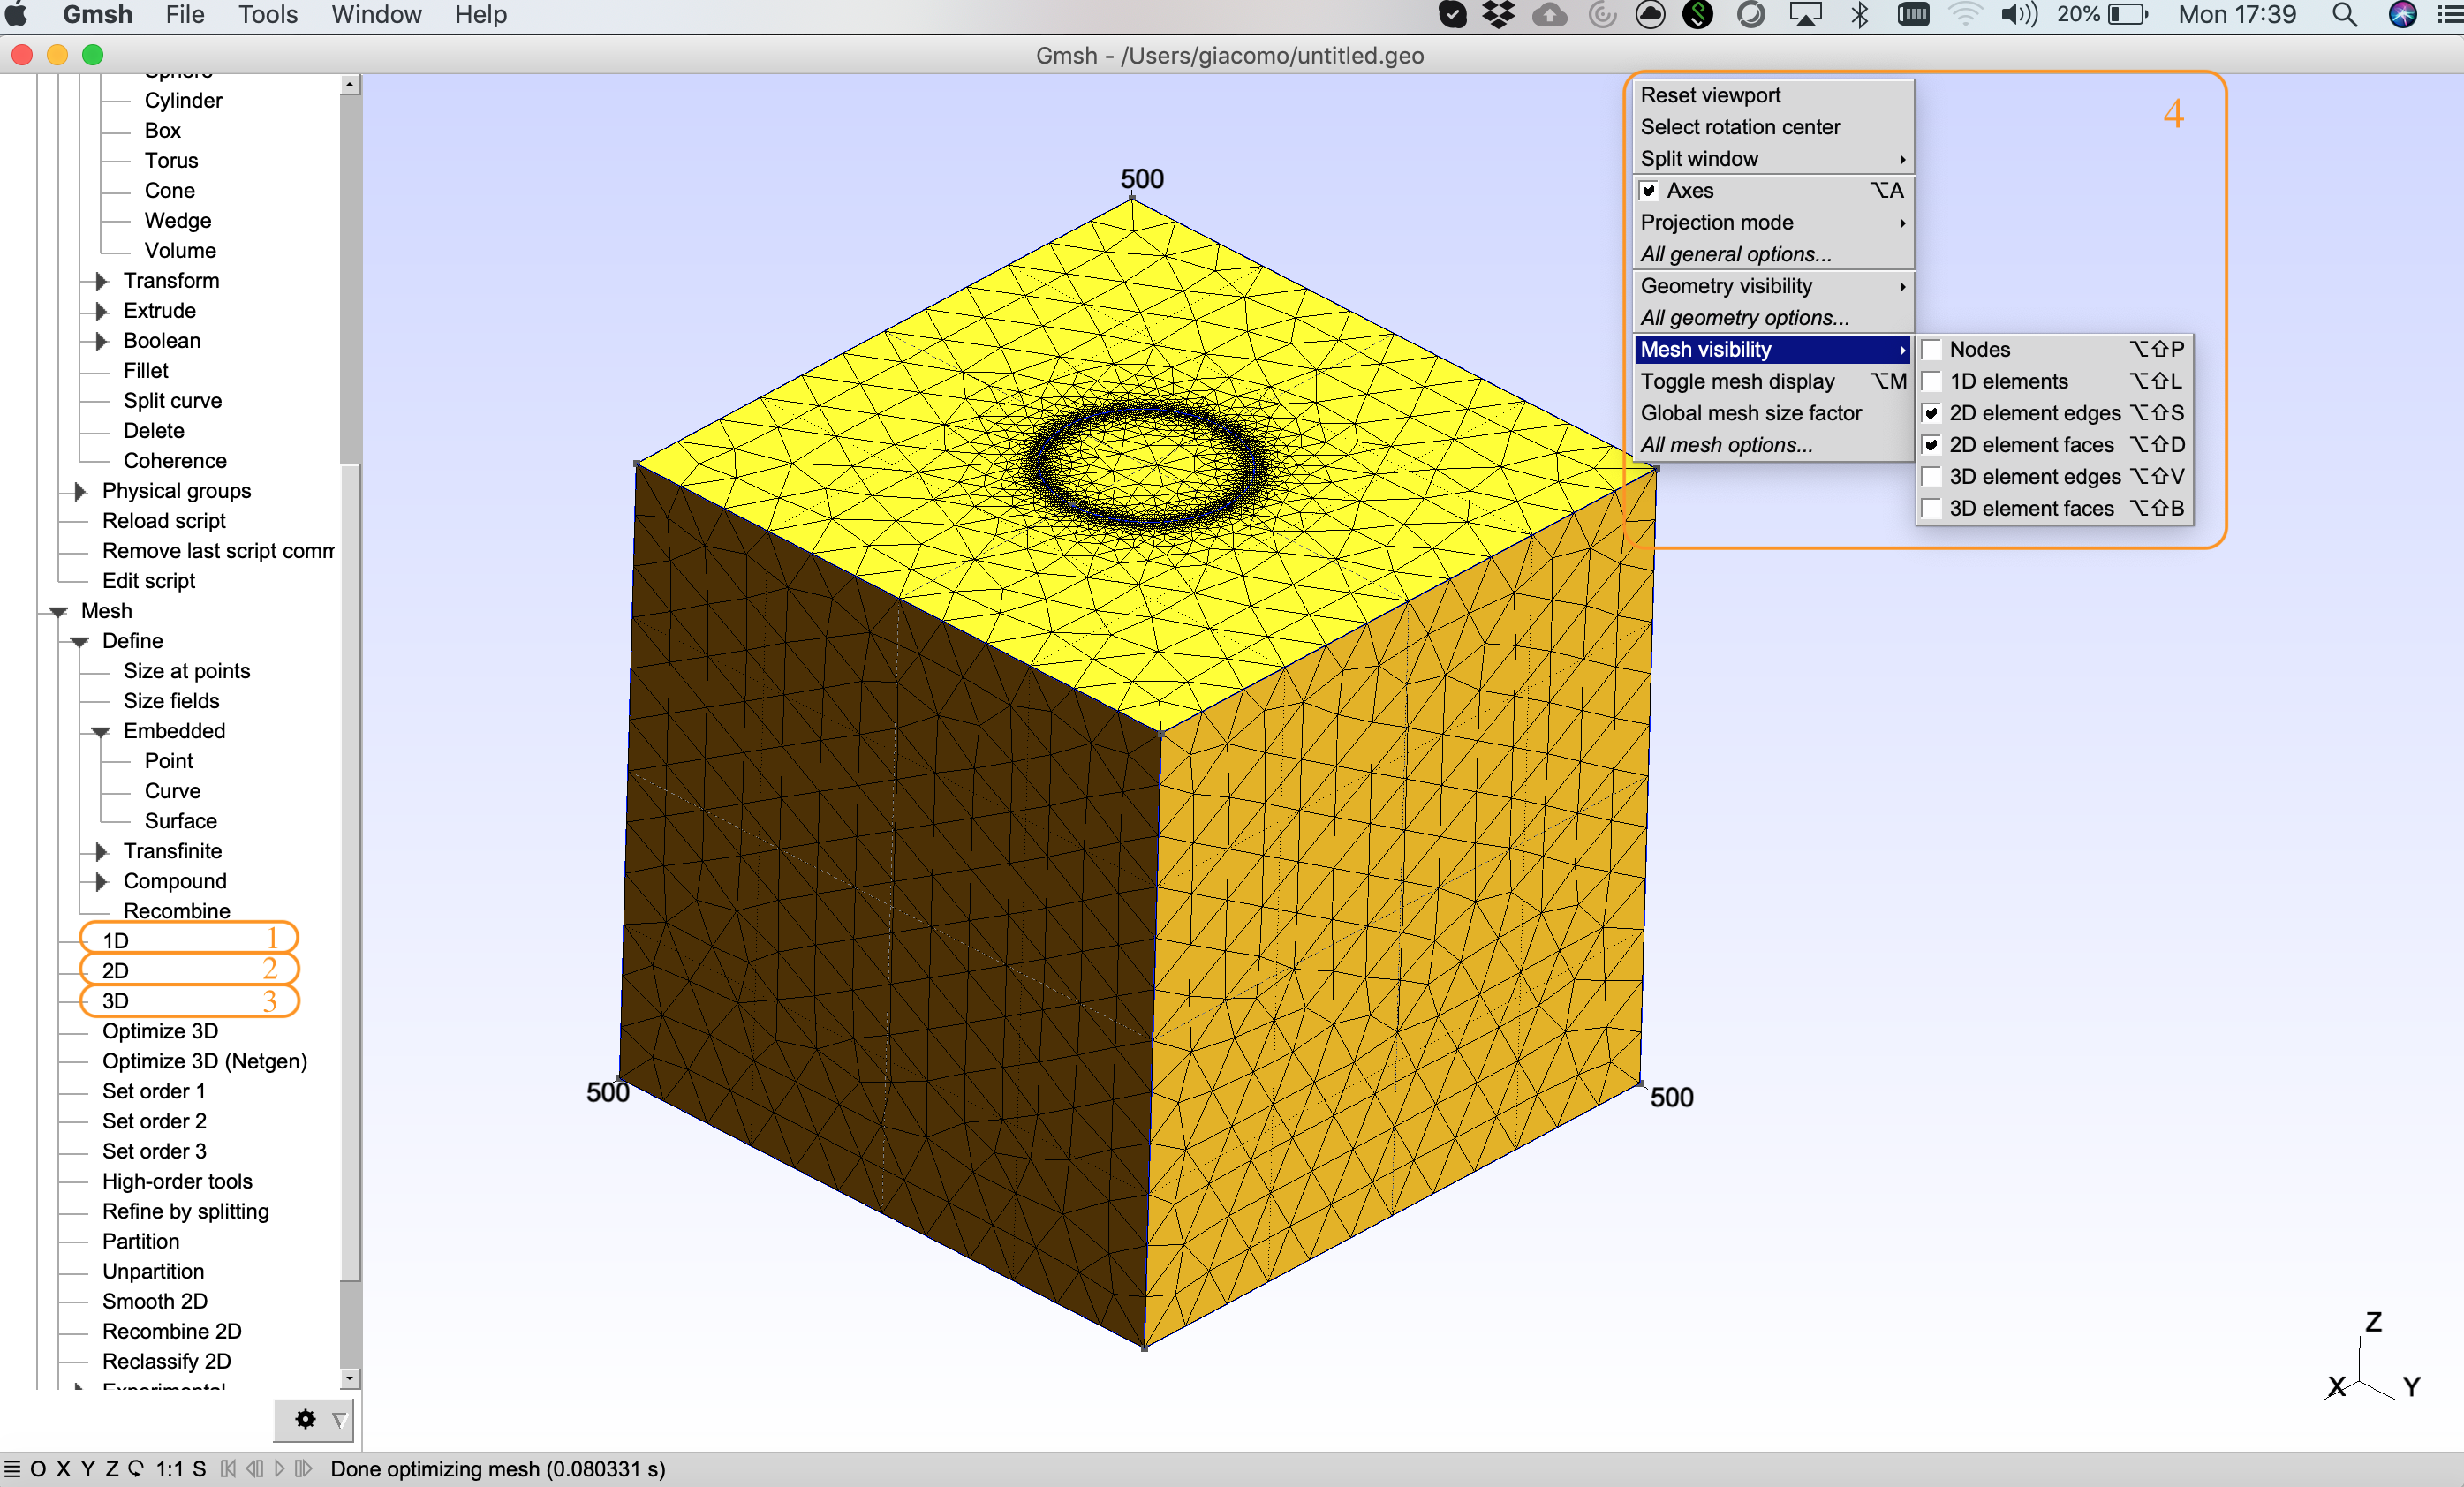 Gmsh File Tools Window Help 20% Mon 17:39
Gmsh - /Users/giacomo/untitled.geo
Sphere
Cylinder
Box
Torus
Cone
Wedge
Volume
Transform
Extrude
Boolean
Fillet
Split curve
Delete
Coherence
Physical groups
Reload script
Remove last script comm
Edit script
Mesh
Define
Size at points
Size fields
Embedded
Point
Curve
Surface
Transfinite
Compound
Recombine
1D 1
2D 2
3D 3
Optimize 3D
Optimize 3D (Netgen)
Set order 1
Set order 2
Set order 3
High-order tools
Refine by splitting
Partition
Unpartition
Smooth 2D
Recombine 2D
Reclassify 2D
Experimental
500
500
500
4
Reset viewport
Select rotation center
Split window
Axes ⌥A
Projection mode
All general options...
Geometry visibility
All geometry options...
Mesh visibility
Toggle mesh display ⌥M
Global mesh size factor
All mesh options...
Nodes ⌥⇧P
1D elements ⌥⇧L
2D element edges ⌥⇧S
2D element faces ⌥⇧D
3D element edges ⌥⇧V
3D element faces ⌥⇧B
Z
X Y
O X Y Z 1:1 S Done optimizing mesh (0.080331 s)